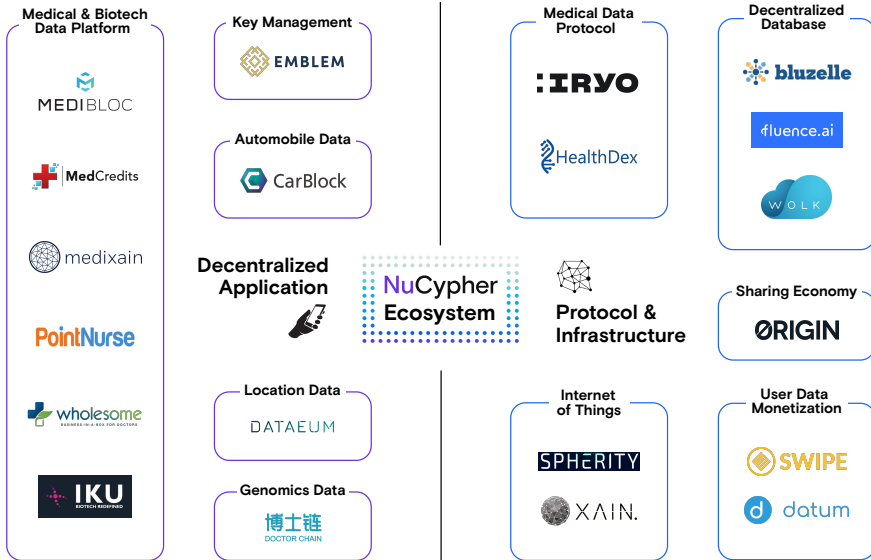 Medical & Biotech
Data Platform
MEDIBLOC
MedCredits
medixain
PointNurse
wholesome
BUSINESS-IN-A-BOX FOR DOCTORS
IKU
BIOTECH REDEFINED
Key Management
EMBLEM
Automobile Data
CarBlock
Decentralized
Application
Location Data
DATAEUM
Genomics Data
博士链
DOCTOR CHAIN
NuCypher
Ecosystem
Medical Data
Protocol
:IRYO
HealthDex
Protocol &
Infrastructure
Internet
of Things
SPHERITY
XAIN.
Decentralized
Database
bluzelle
fluence.ai
WOLK
Sharing Economy
ORIGIN
User Data
Monetization
SWIPE
datum